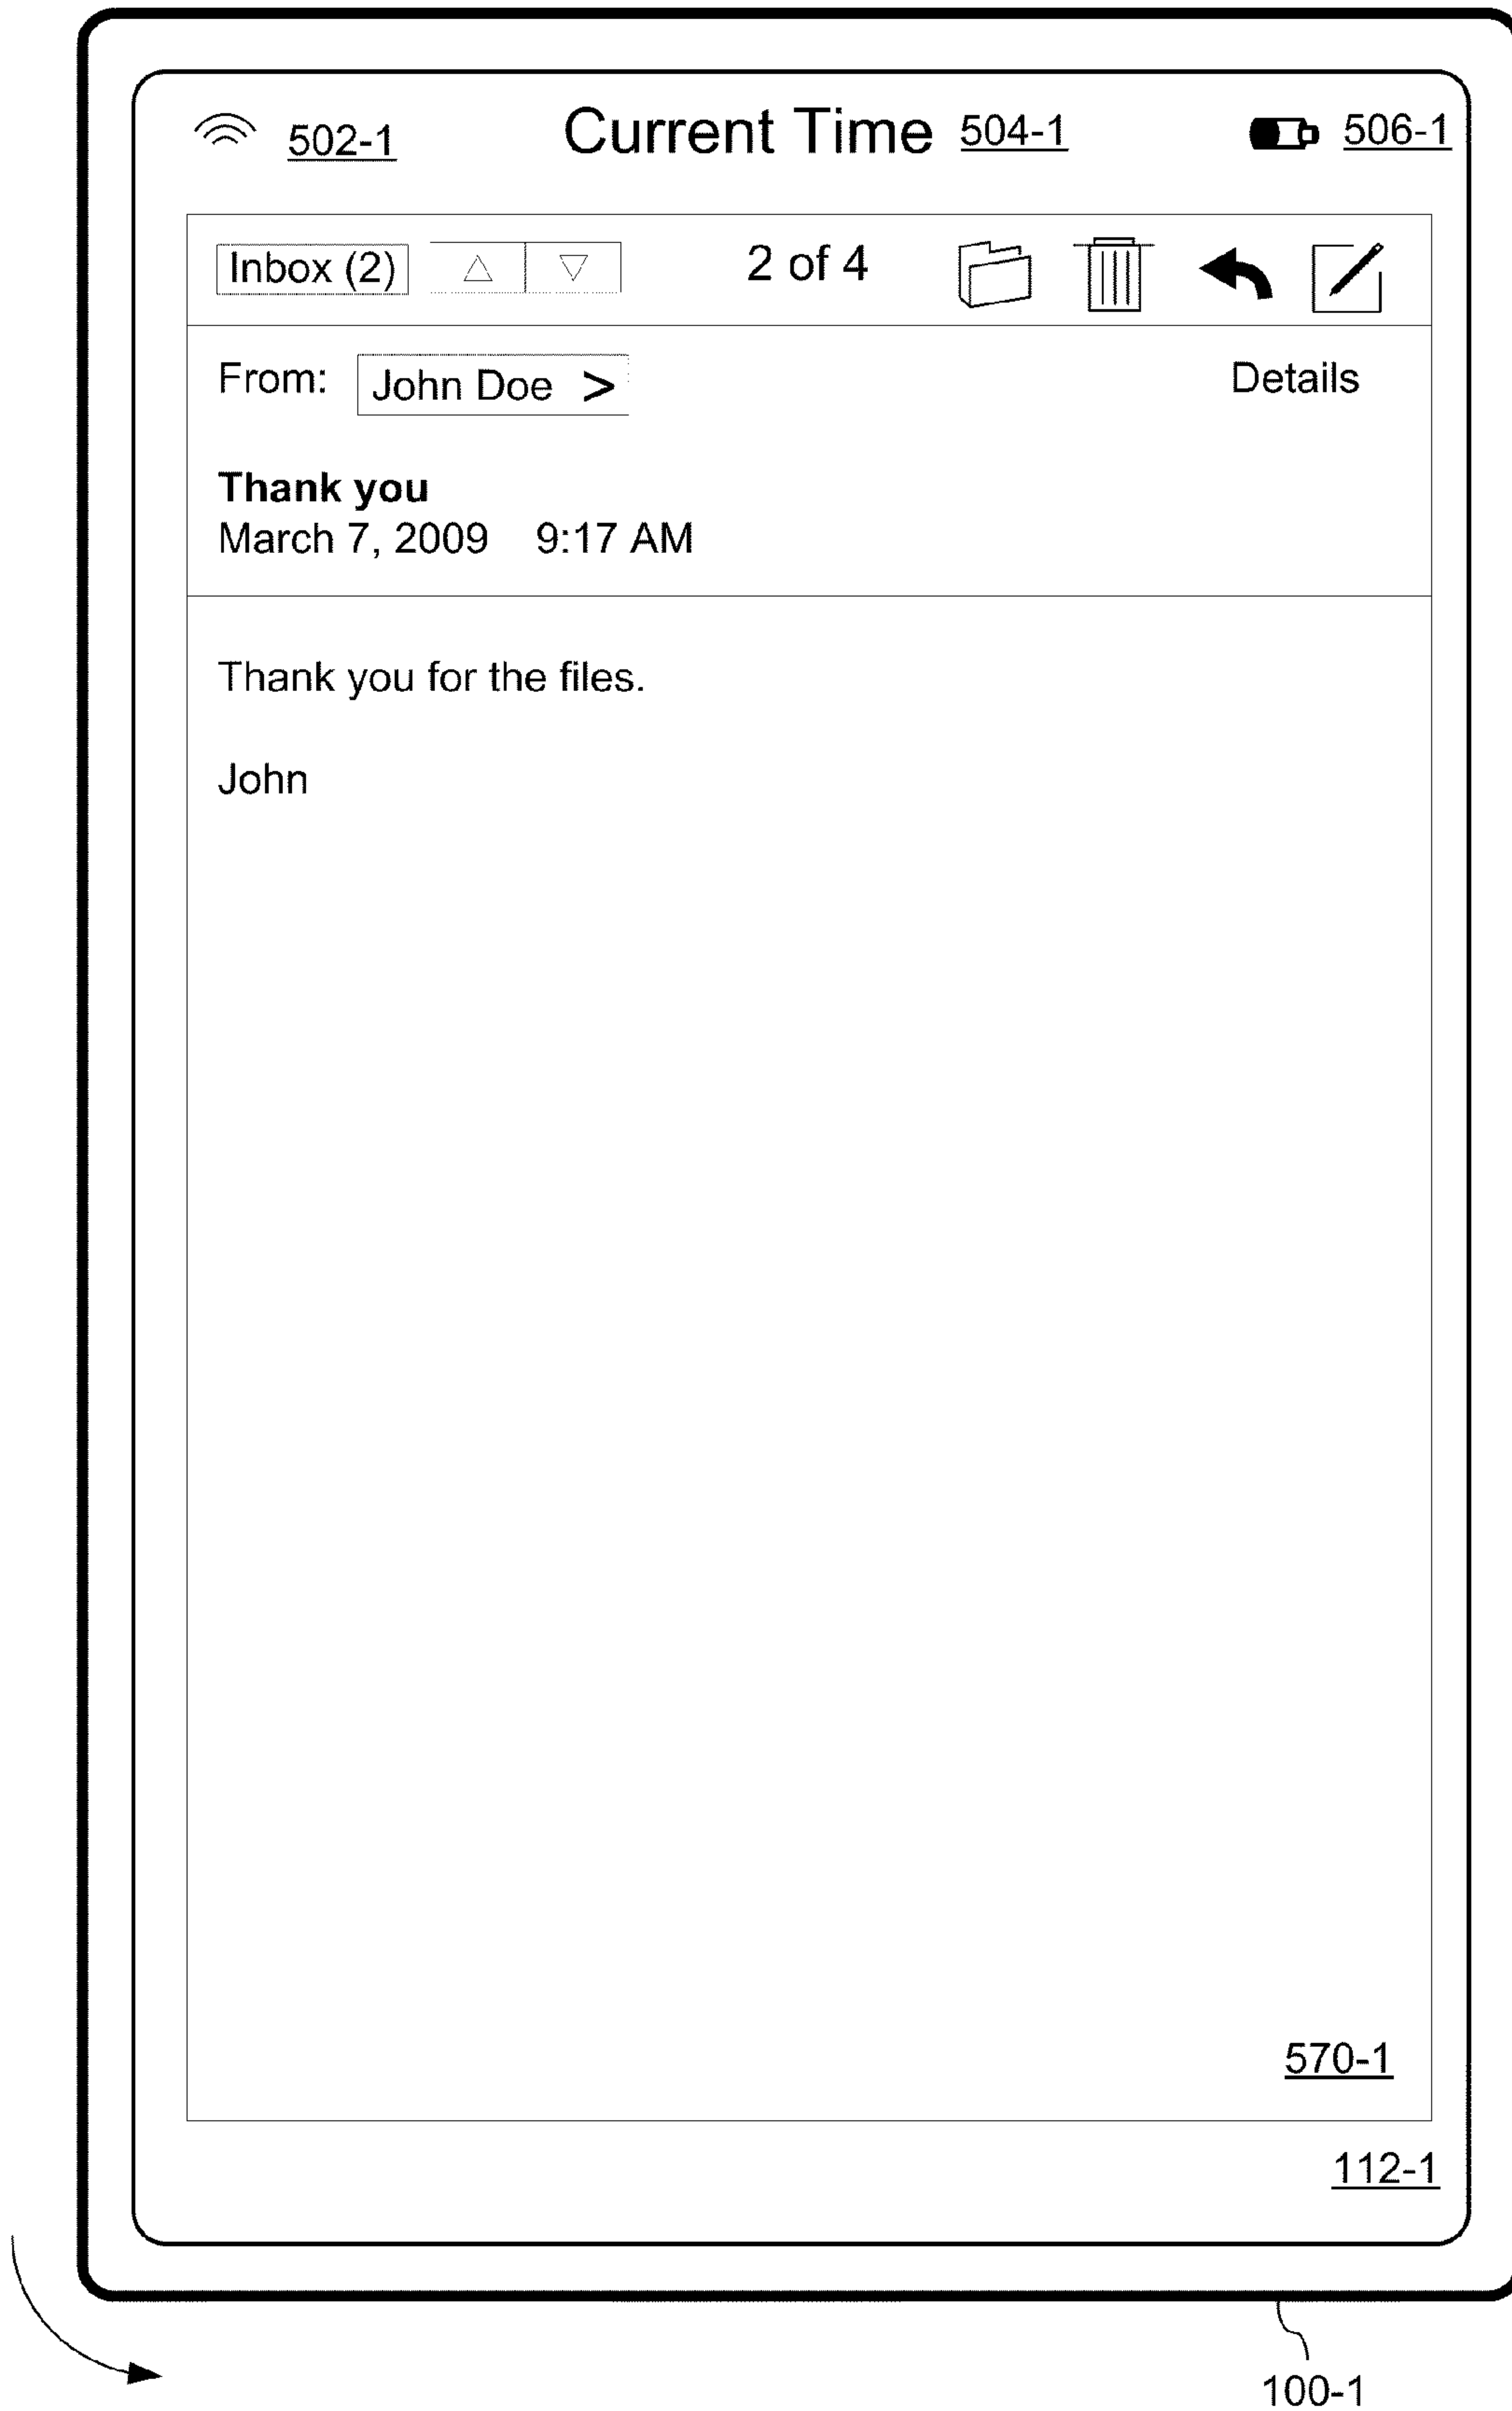 502-1 Current Time 504-1 506-1
Inbox (2) 2 of 4
From: John Doe > Details
Thank you
March 7, 2009 9:17 AM
Thank you for the files.
John
570-1
112-1
100-1